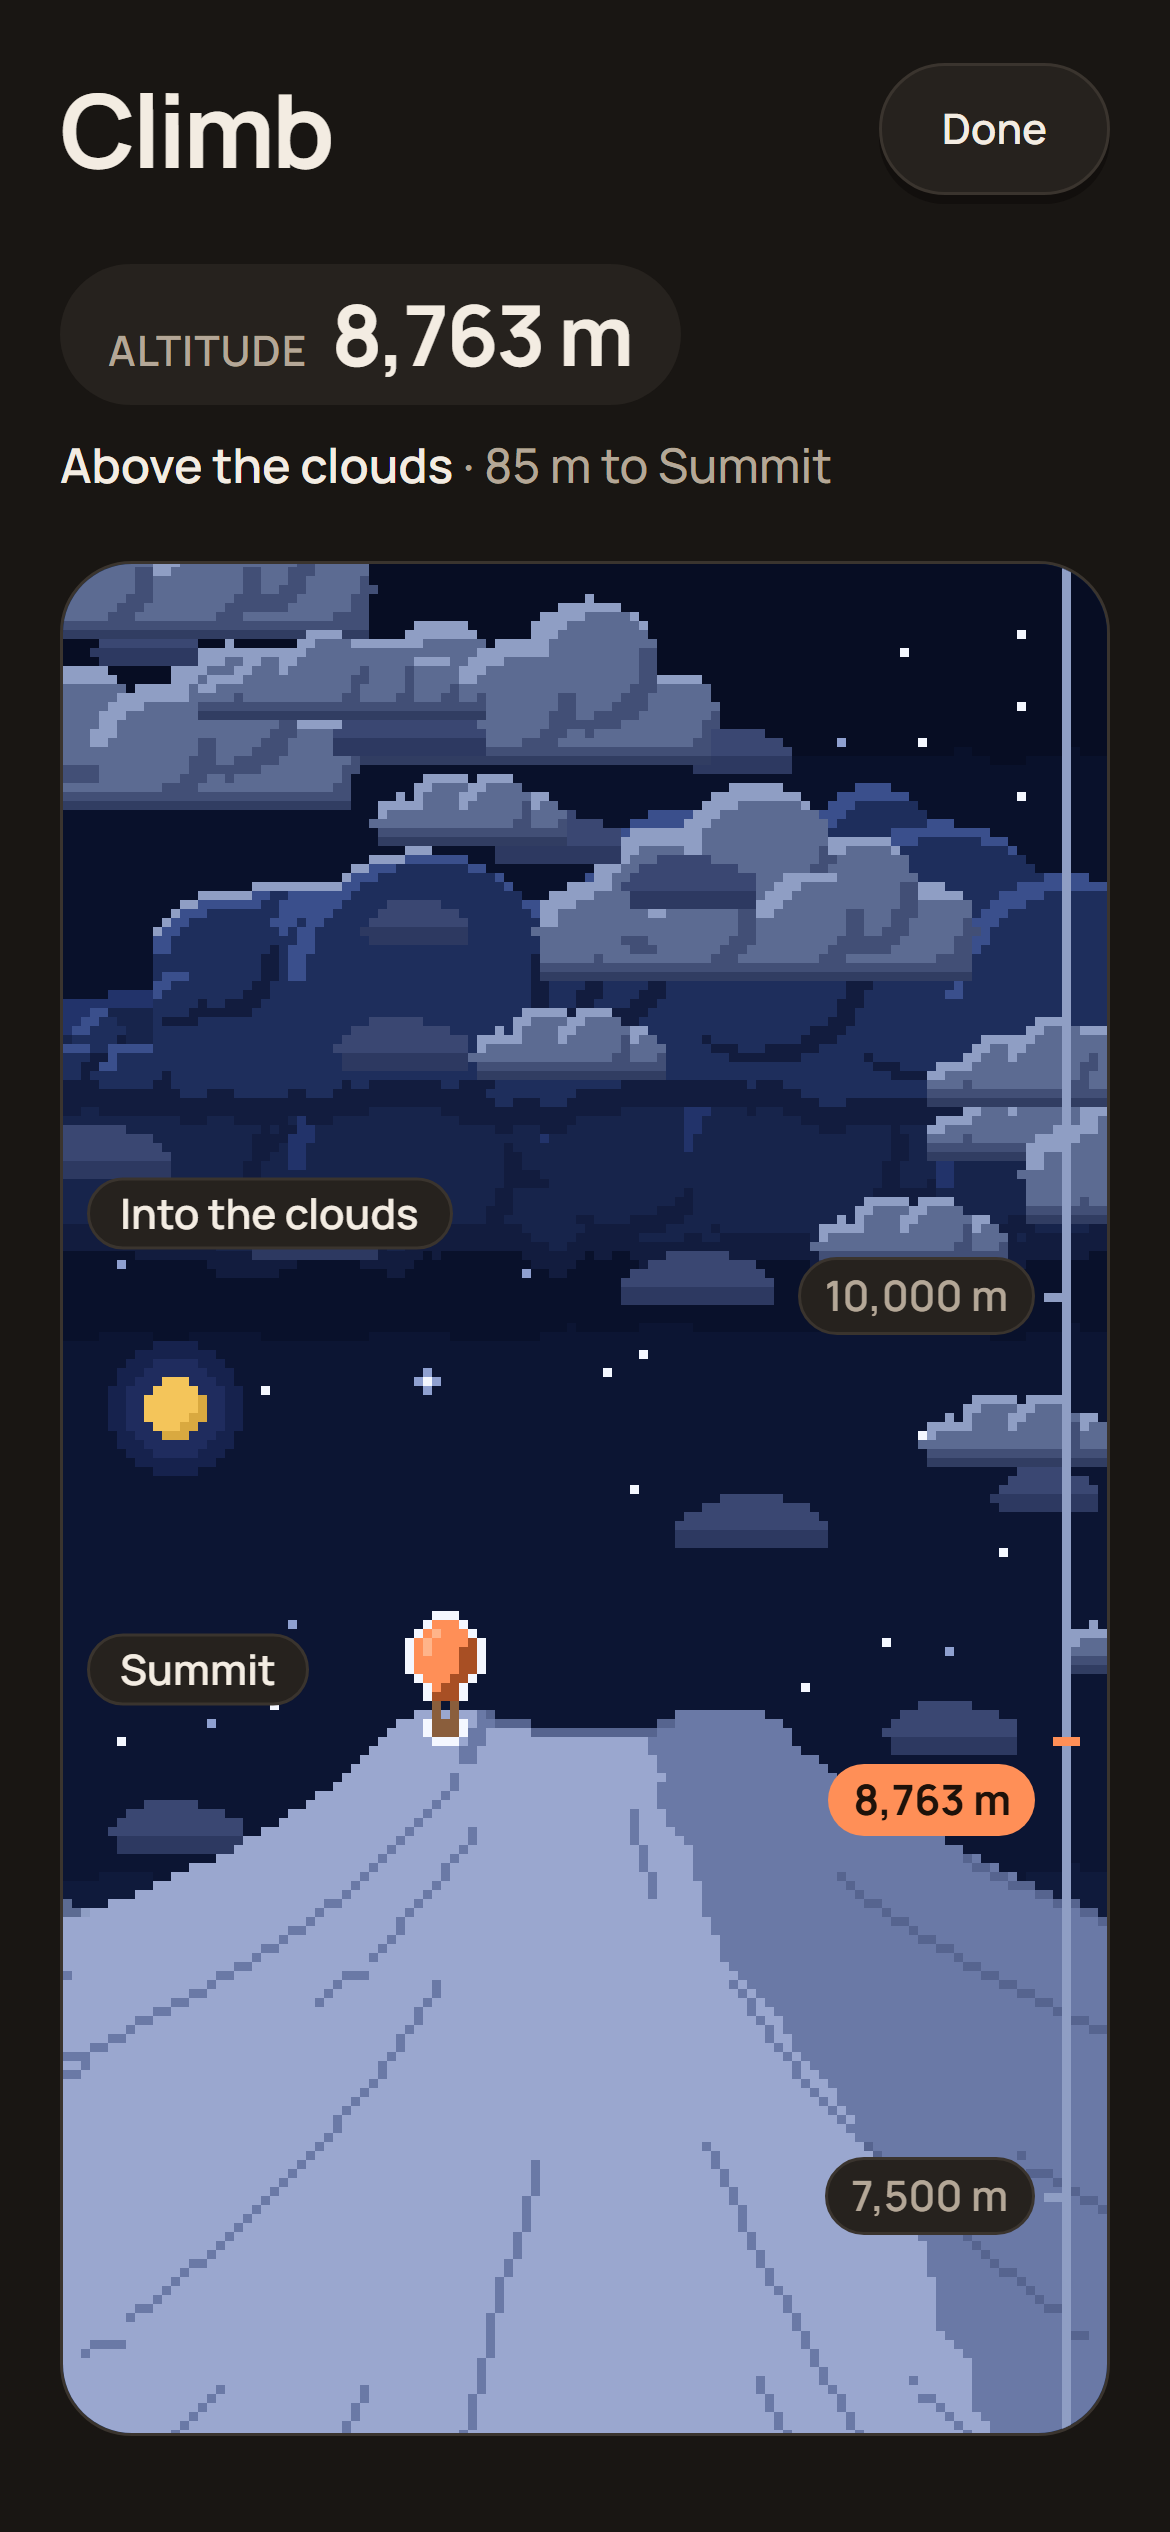 Climb
Done
ALTITUDE 8,763 m
Above the clouds · 85 m to Summit
Into the clouds
10,000 m
Summit
8,763 m
7,500 m